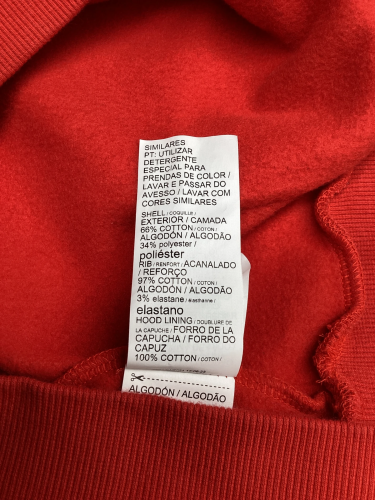 SIMILARES
PT: UTILIZAR
DETERGENTE
ESPECIAL PARA
PRENDAS DE COLOR /
LAVAR E PASSAR DO
AVESSO / LAVAR COM
CORES SIMILARES
SHELL / COQUILLE /
EXTERIOR / CAMADA
66% COTTON / COTON /
ALGODÓN / ALGODÃO
34% polyester /
poliéster
RIB / RENFORT / ACANALADO
/ REFORÇO
97% COTTON / COTON /
ALGODÓN / ALGODÃO
3% elastane / élasthanne /
elastano
HOOD LINING / DOUBLURE DE
LA CAPUCHE / FORRO DE LA
CAPUCHA / FORRO DO
CAPUZ
100% COTTON / COTON /
ALGODÓN / ALGODÃO